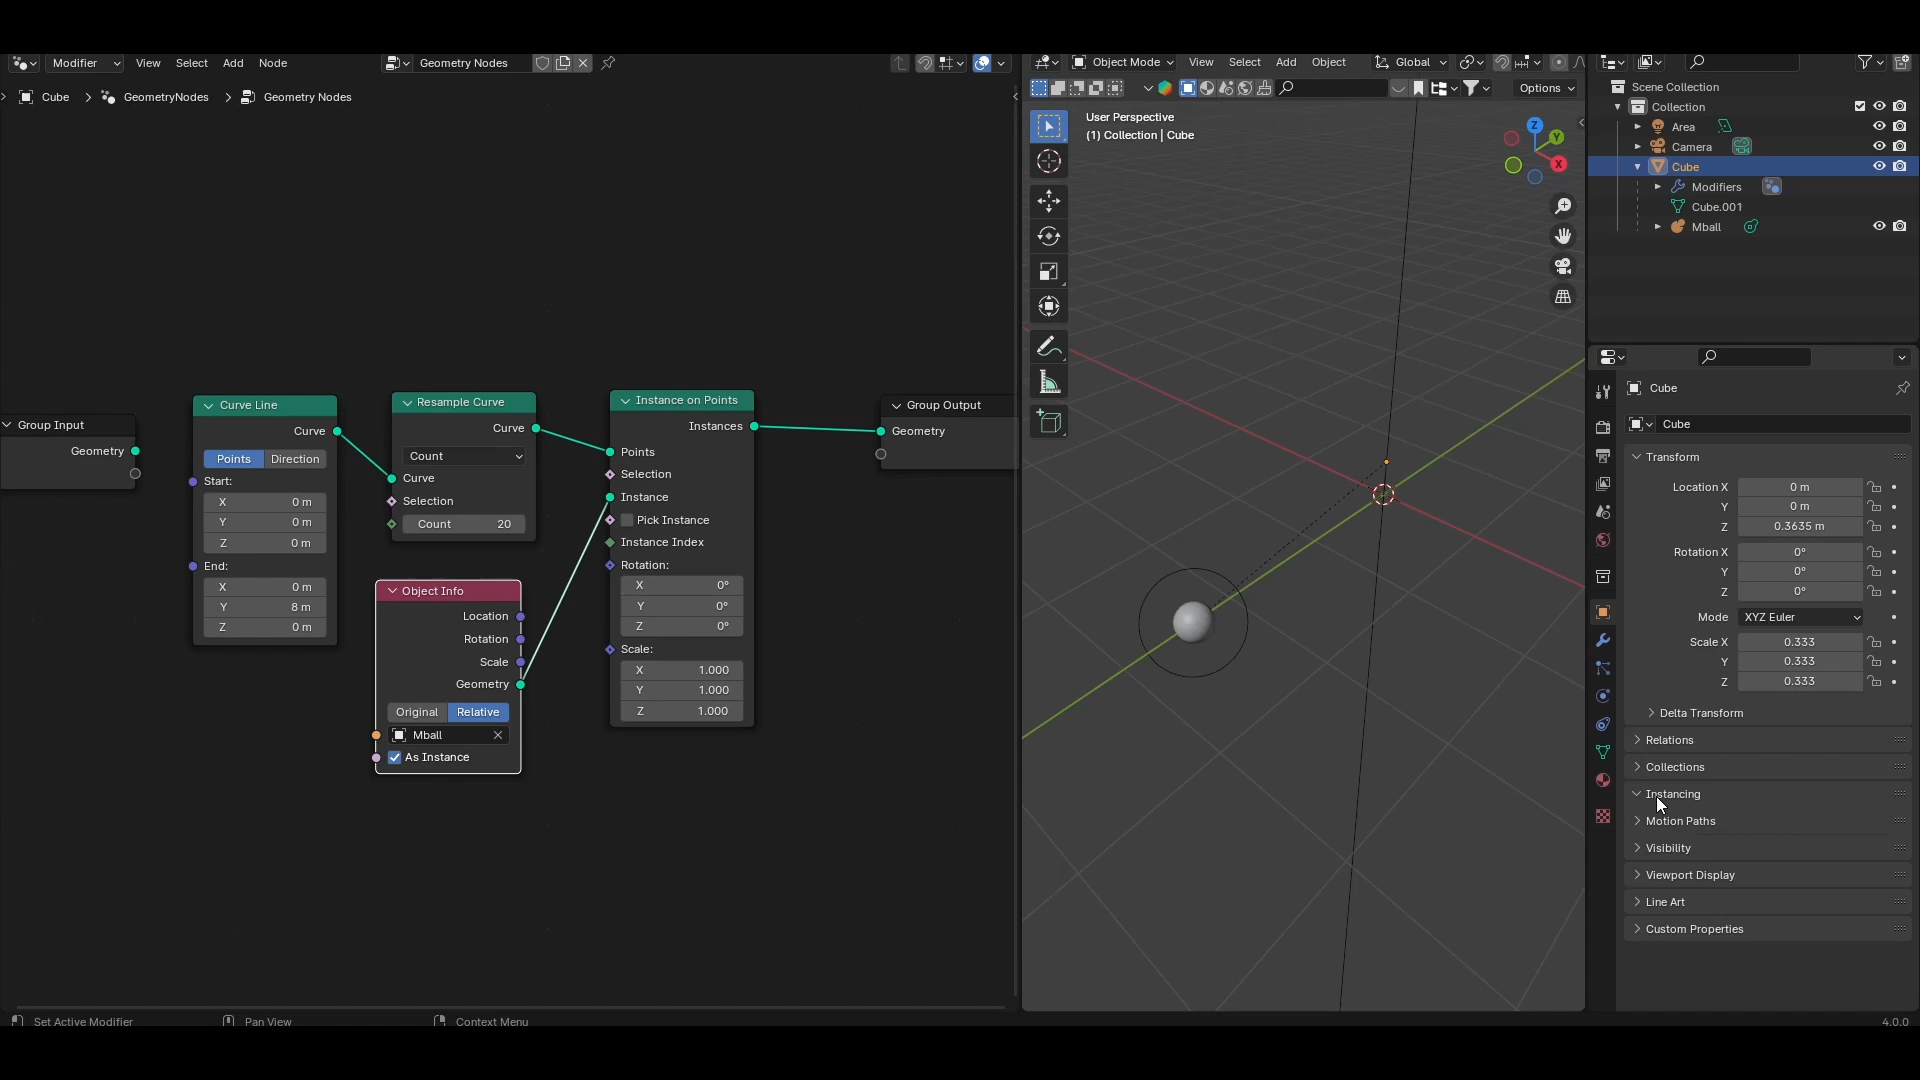 Modifier View Select Add Node Geometry Nodes
Cube > GeometryNodes > Geometry Nodes
Group Input
Geometry
Curve Line
Curve
Points Direction
Start:
X 0 m
Y 0 m
Z 0 m
End:
X 0 m
Y 8 m
Z 0 m
Resample Curve
Curve
Count
Curve
Selection
Count 20
Object Info
Location
Rotation
Scale
Geometry
Original Relative
Mball
As Instance
Instance on Points
Instances
Points
Selection
Instance
Pick Instance
Instance Index
Rotation:
X 0°
Y 0°
Z 0°
Scale:
X 1.000
Y 1.000
Z 1.000
Group Output
Geometry
Object Mode View Select Add Object Global
Options
User Perspective
(1) Collection | Cube
Z
Y
X
Scene Collection
Collection
Area
Camera
Cube
Modifiers
Cube.001
Mball
Cube
Cube
Transform
Location X 0 m
Y 0 m
Z 0.3635 m
Rotation X 0°
Y 0°
Z 0°
Mode XYZ Euler
Scale X 0.333
Y 0.333
Z 0.333
Delta Transform
Relations
Collections
Instancing
Motion Paths
Visibility
Viewport Display
Line Art
Custom Properties
Set Active Modifier Pan View Context Menu 4.0.0